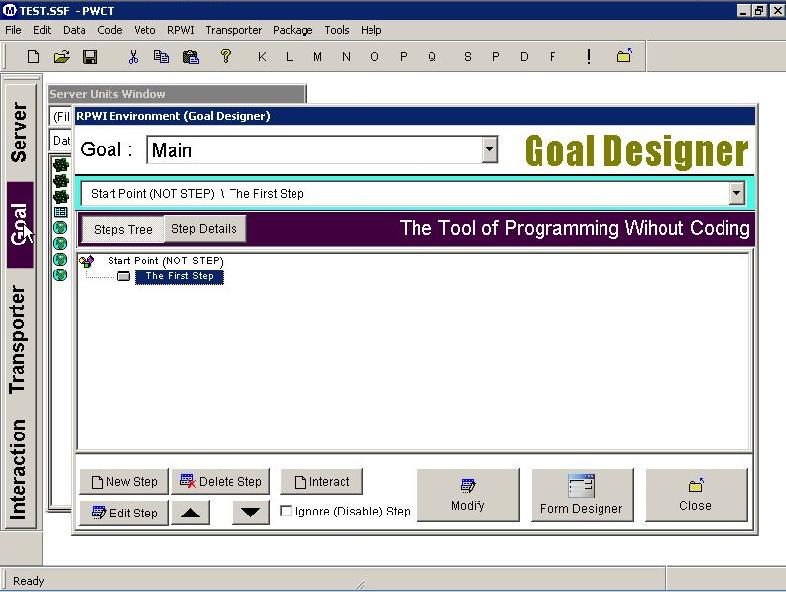 TEST.SSF - PWCT
File Edit Data Code Veto RPWI Transporter Package Tools Help
K L M N O P Q S P D F !
Server Units Window
(Fil
RPWI Environment (Goal Designer)
Dat
Goal : Main
Goal Designer
Start Point (NOT STEP) \ The First Step
Steps Tree Step Details
The Tool of Programming Wihout Coding
Start Point (NOT STEP)
The First Step
Server
Goal
Transporter
Interaction
New Step Delete Step Interact
Edit Step Ignore (Disable) Step
Modify Form Designer Close
Ready